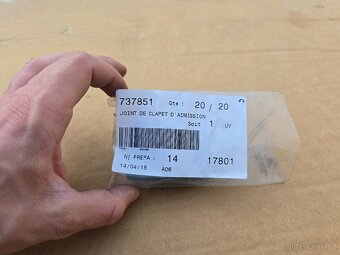 737851 Qte: 20 / 20
JOINT DE CLAPET D'ADMISSION
Soit 1 UV
N( PREPA : 14 17801
14/04/15 A06